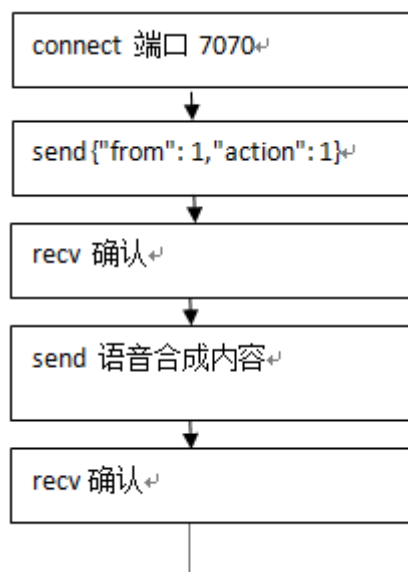 connect 端口 7070
send {"from": 1,"action": 1}
recv 确认
send 语音合成内容
recv 确认